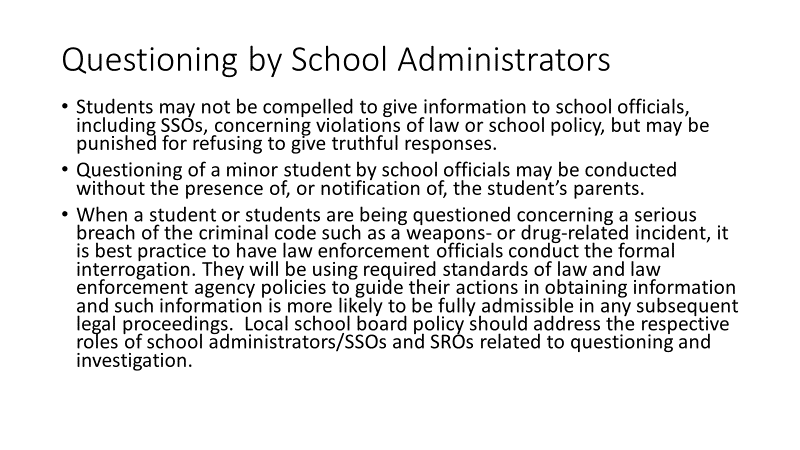 Questioning by School Administrators
• Students may not be compelled to give information to school officials,
including SSOs, concerning violations of law or school policy, but may be
punished for refusing to give truthful responses.
• Questioning of a minor student by school officials may be conducted
without the presence of, or notification of, the student’s parents.
• When a student or students are being questioned concerning a serious
breach of the criminal code such as a weapons- or drug-related incident, it
is best practice to have law enforcement officials conduct the formal
interrogation. They will be using required standards of law and law
enforcement agency policies to guide their actions in obtaining information
and such information is more likely to be fully admissible in any subsequent
legal proceedings.  Local school board policy should address the respective
roles of school administrators/SSOs and SROs related to questioning and
investigation.